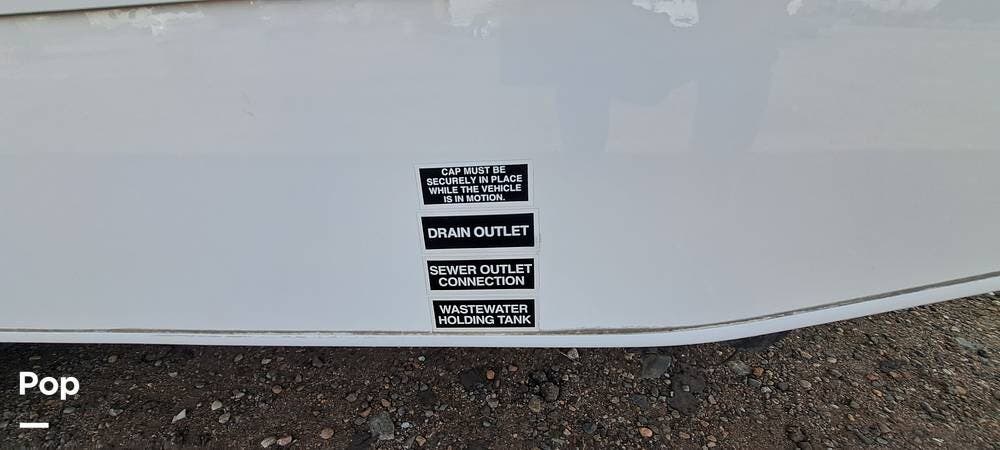 CAP MUST BE
SECURELY IN PLACE
WHILE THE VEHICLE
IS IN MOTION.
DRAIN OUTLET
SEWER OUTLET
CONNECTION
WASTEWATER
HOLDING TANK
Pop